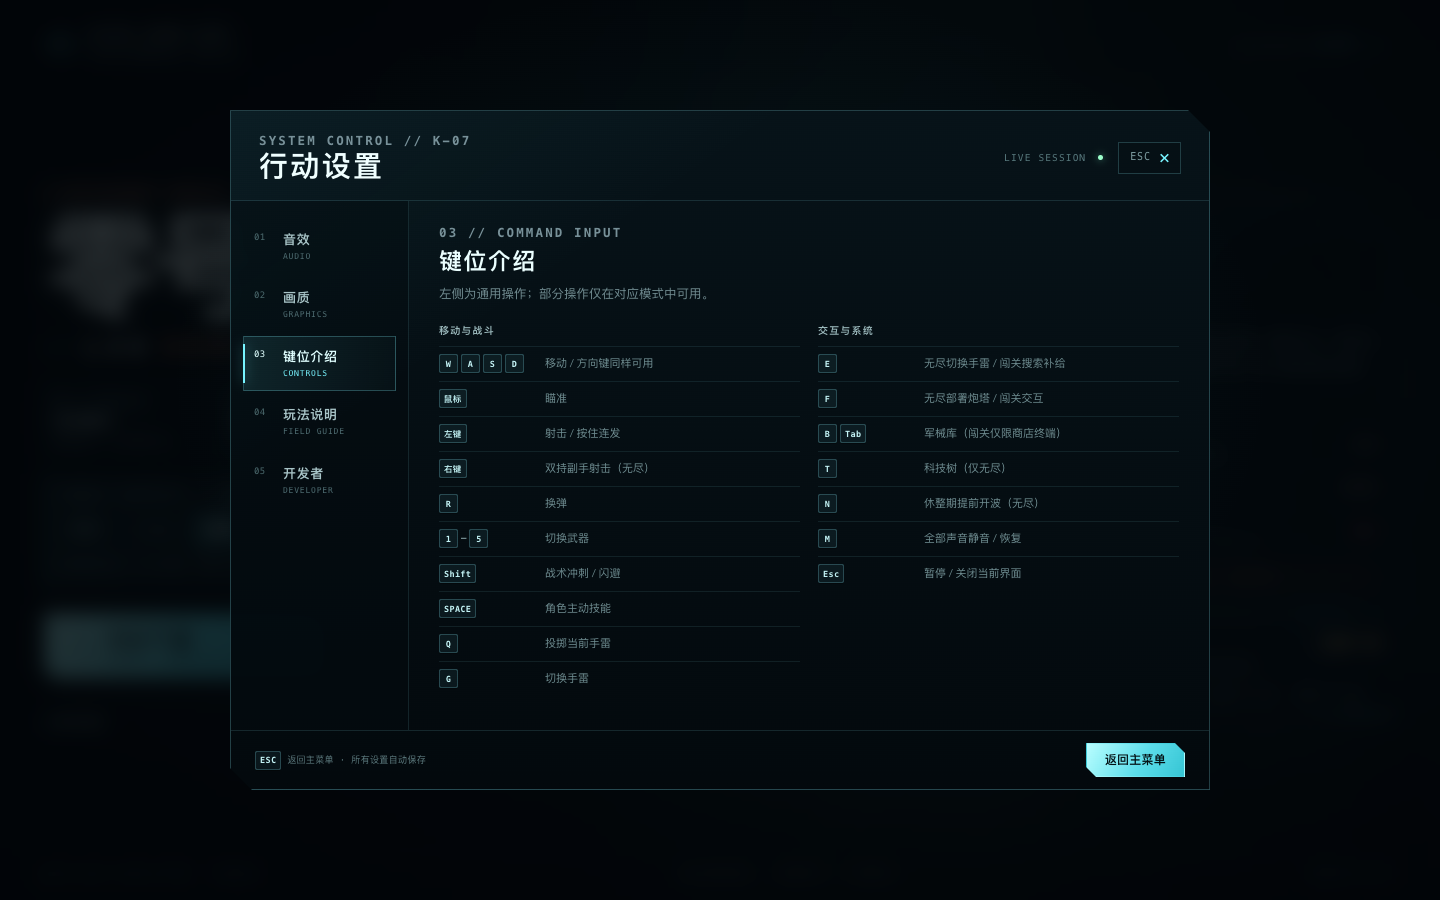 SYSTEM CONTROL // K-07
行动设置
LIVE SESSION
ESC ×
01 音效
AUDIO
02 画质
GRAPHICS
03 键位介绍
CONTROLS
04 玩法说明
FIELD GUIDE
05 开发者
DEVELOPER
03 // COMMAND INPUT
键位介绍
左侧为通用操作；部分操作仅在对应模式中可用。
移动与战斗
W A S D 移动 / 方向键同样可用
鼠标 瞄准
左键 射击 / 按住连发
右键 双持副手射击（无尽）
R 换弹
1 – 5 切换武器
Shift 战术冲刺 / 闪避
SPACE 角色主动技能
Q 投掷当前手雷
G 切换手雷
交互与系统
E 无尽切换手雷 / 闯关搜索补给
F 无尽部署炮塔 / 闯关交互
B Tab 军械库（闯关仅限商店终端）
T 科技树（仅无尽）
N 休整期提前开波（无尽）
M 全部声音静音 / 恢复
Esc 暂停 / 关闭当前界面
ESC 返回主菜单 · 所有设置自动保存
返回主菜单